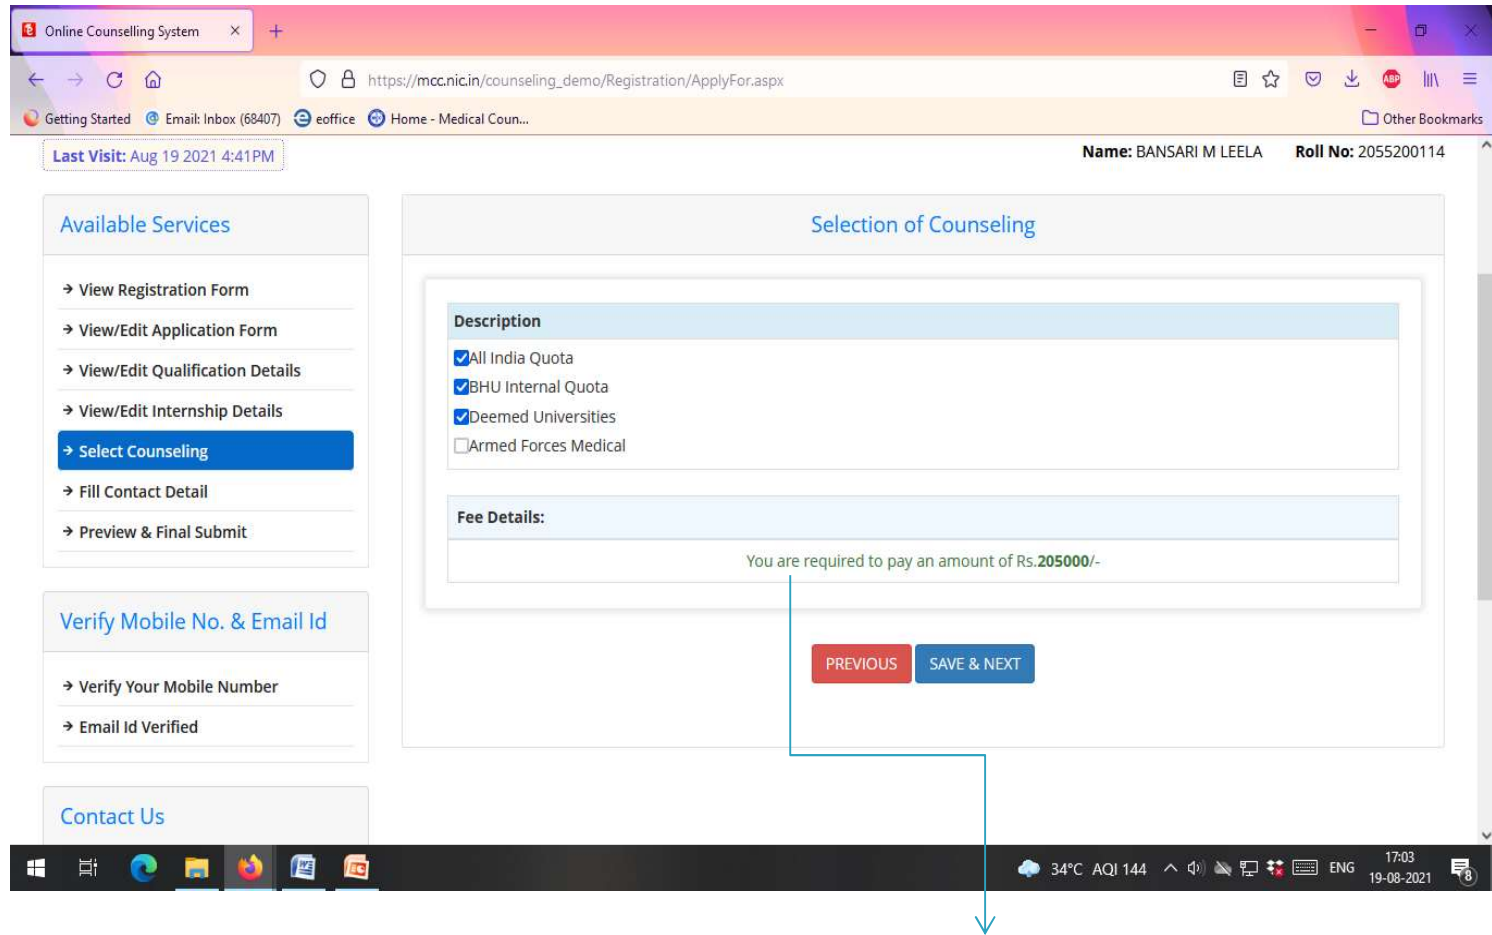 Online Counselling System
https://mcc.nic.in/counseling_demo/Registration/ApplyFor.aspx
ABP
Getting Started Email: Inbox (68407) eoffice Home - Medical Coun... Other Bookmarks
Last Visit: Aug 19 2021 4:41PM
Name: BANSARI M LEELA Roll No: 2055200114
Available Services
View Registration Form
View/Edit Application Form
View/Edit Qualification Details
View/Edit Internship Details
Select Counseling
Fill Contact Detail
Preview & Final Submit
Verify Mobile No. & Email Id
Verify Your Mobile Number
Email Id Verified
Contact Us
Selection of Counseling
Description
All India Quota
BHU Internal Quota
Deemed Universities
Armed Forces Medical
Fee Details:
You are required to pay an amount of Rs.205000/-
PREVIOUS SAVE & NEXT
34°C AQI 144 ENG
17:03
19-08-2021
8